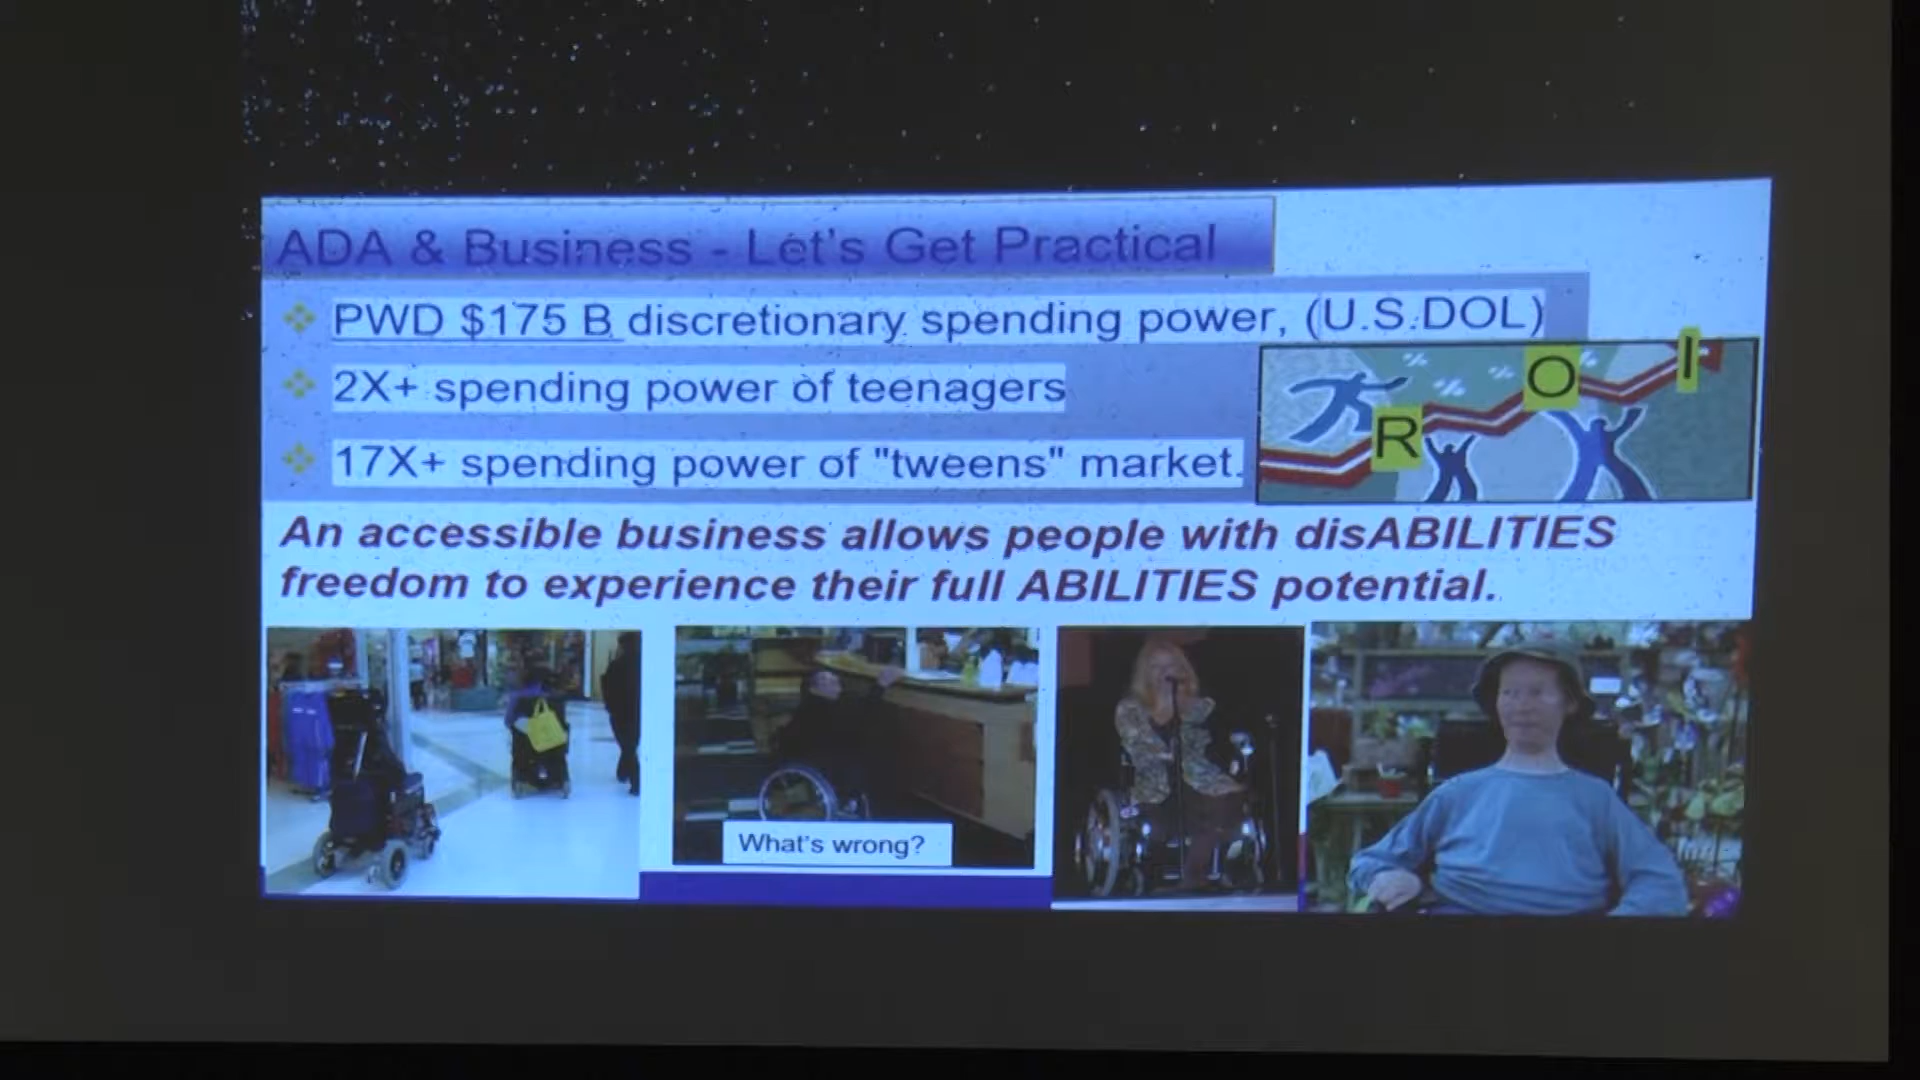 ADA & Business - Let's Get Practical
PWD $175 B discretionary spending power, (U.S.DOL)
2X+ spending power of teenagers
17X+ spending power of "tweens" market.
R O I
% % % %
An accessible business allows people with disABILITIES
freedom to experience their full ABILITIES potential.
What's wrong?